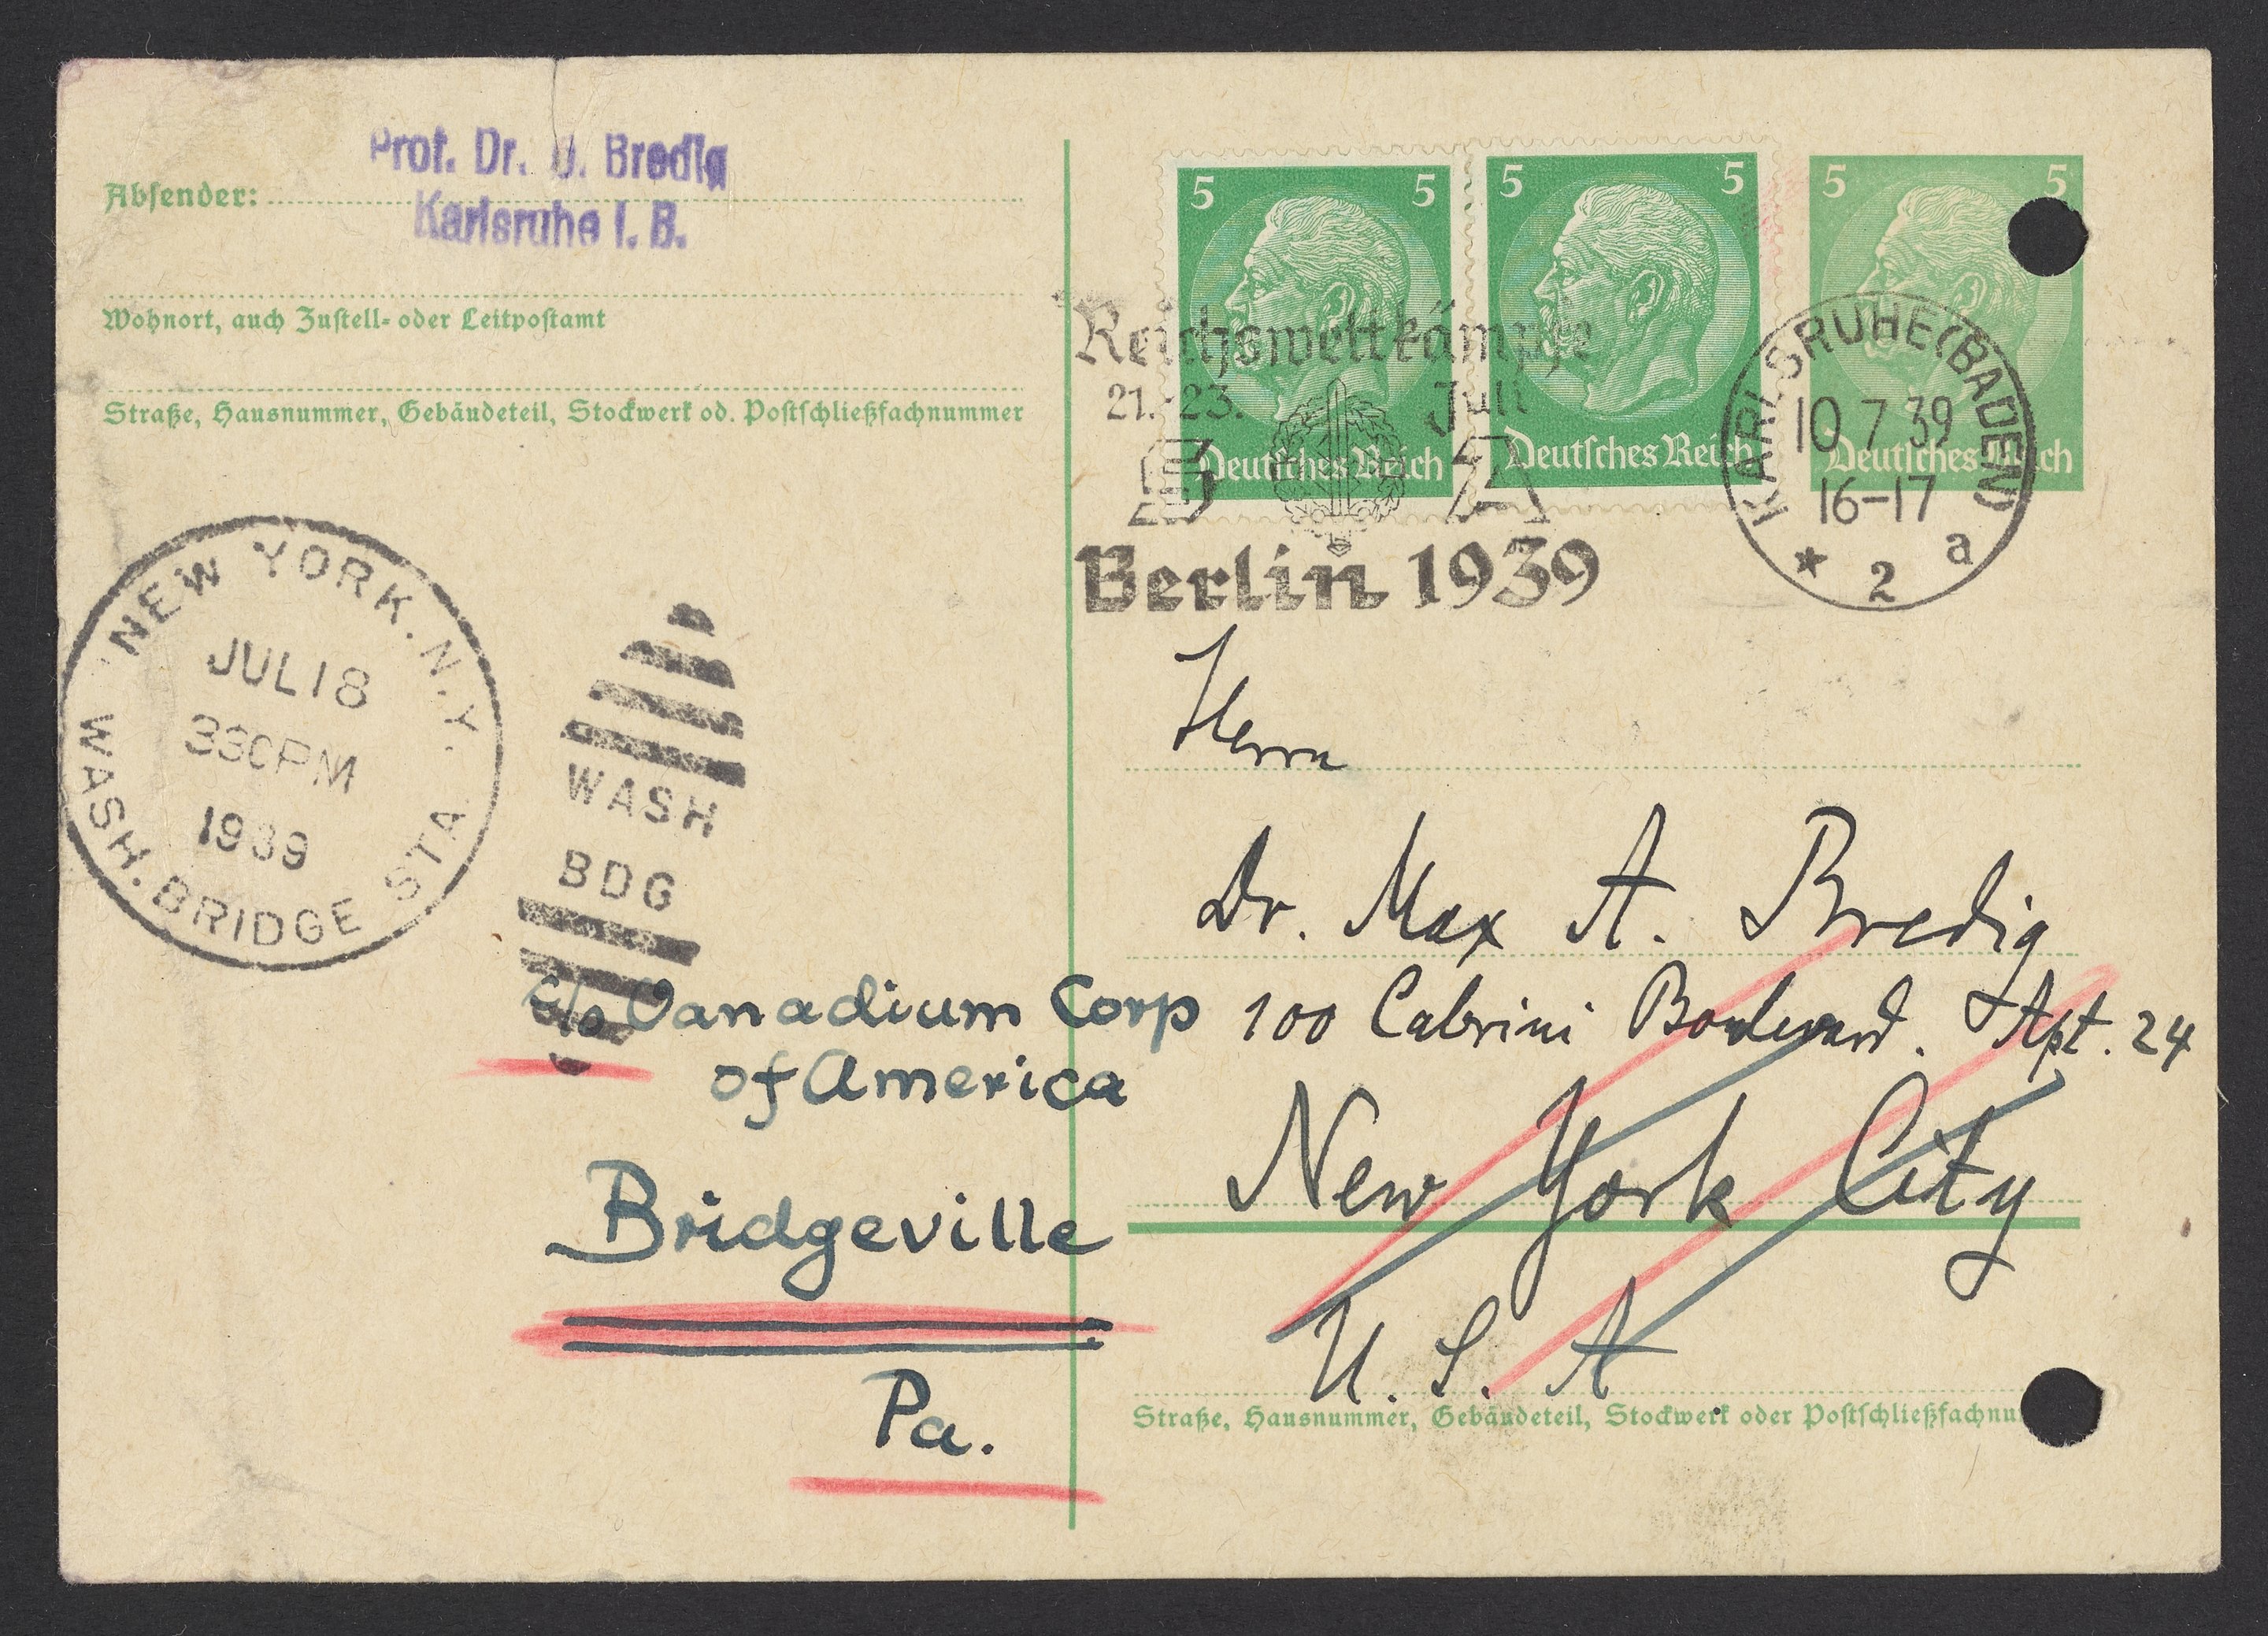 Prof. Dr. G. Bredig
Karlsruhe i. B.
Absender:
Wohnort, auch Zustell- oder Leitpostamt
Straße, Hausnummer, Gebäudeteil, Stockwerk od. Postschließfachnummer
5 5
Deutsches Reich
5 5
Deutsches Reich
5 5
Deutsches Reich
Reichswettkämpfe
21.-23. Juli
SA
Berlin 1939
KARLSRUHE (BADEN)
10 7 39
16-17
* 2 a
NEW YORK. N.Y.
JUL 18
330PM
1939
WASH. BRIDGE STA
WASH
BDG
Herrn
Dr. Max A. Bredig
100 Cabrini Boulevard. Apt. 24
New York City
U. S. A
c/o Vanadium Corp
of America
Bridgeville
Pa.
Straße, Hausnummer, Gebäudeteil, Stockwerk oder Postschließfachnu